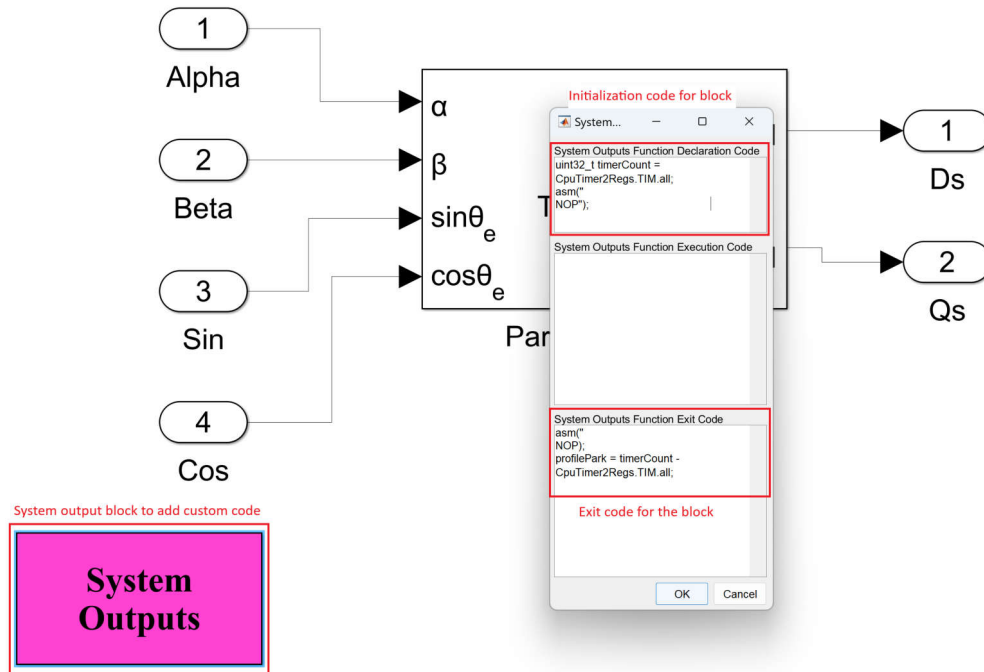 1
Alpha
2
Beta
3
Sin
4
Cos
α
β
sinθe
cosθe
Par
1
Ds
2
Qs
Initialization code for block
System...
System Outputs Function Declaration Code
uint32_t timerCount =
CpuTimer2Regs.TIM.all;
asm("
NOP");
System Outputs Function Execution Code
System Outputs Function Exit Code
asm("
NOP);
profilePark = timerCount -
CpuTimer2Regs.TIM.all;
Exit code for the block
OK
Cancel
System output block to add custom code
System
Outputs